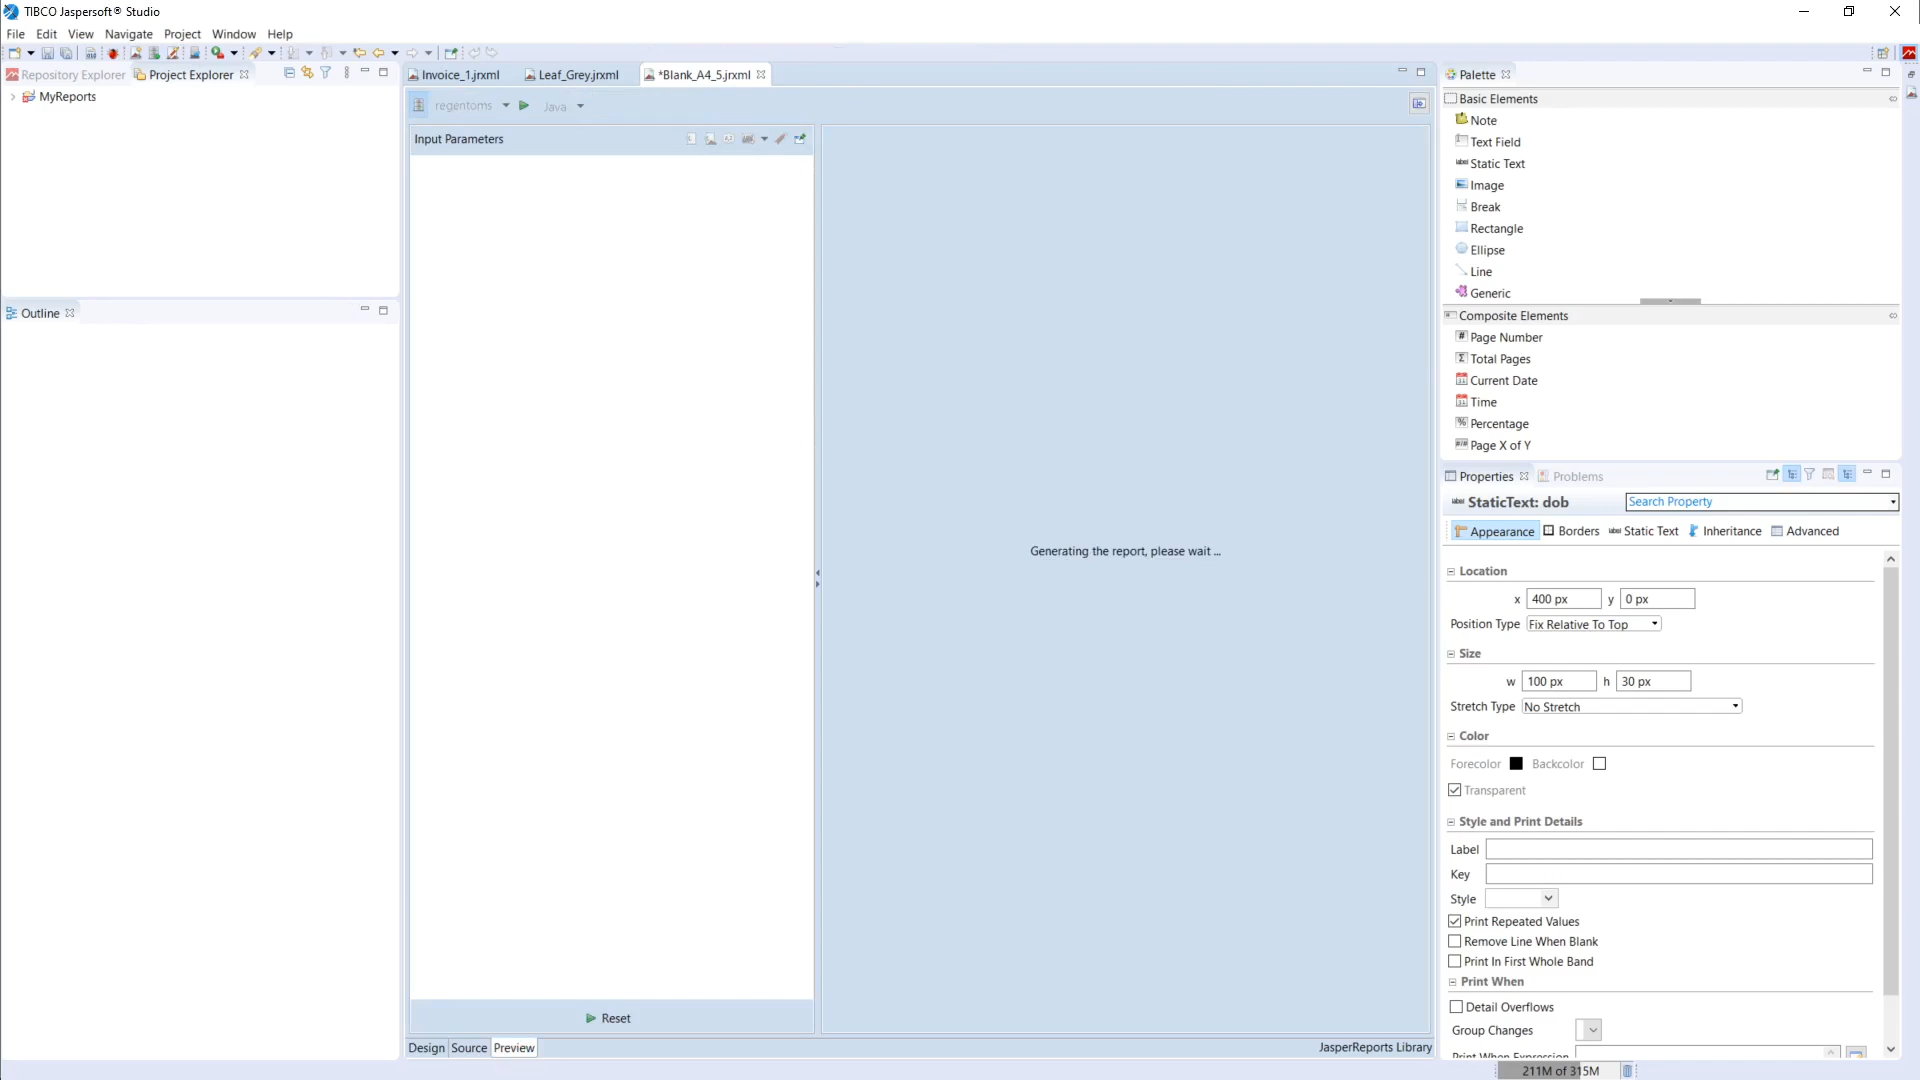 TIBCO Jaspersoft® Studio
File Edit View Navigate Project Window Help
Repository Explorer Project Explorer
MyReports
Outline
Invoice_1.jrxml Leaf_Grey.jrxml *Blank_A4_5.jrxml
regentoms Java
Input Parameters
Generating the report, please wait ...
Reset
Design Source Preview
JasperReports Library
Palette
Basic Elements
Note
Text Field
Static Text
Image
Break
Rectangle
Ellipse
Line
Generic
Composite Elements
Page Number
Total Pages
Current Date
Time
Percentage
Page X of Y
Properties Problems
StaticText: dob Search Property
Appearance Borders Static Text Inheritance Advanced
Location
x 400 px y 0 px
Position Type Fix Relative To Top
Size
w 100 px h 30 px
Stretch Type No Stretch
Color
Forecolor Backcolor
Transparent
Style and Print Details
Label
Key
Style
Print Repeated Values
Remove Line When Blank
Print In First Whole Band
Print When
Detail Overflows
Group Changes
Print When Expression
211M of 315M